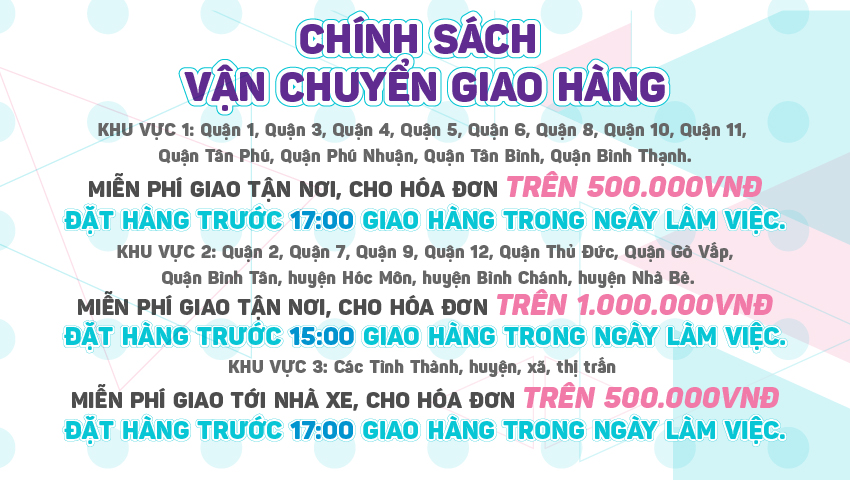 CHÍNH SÁCH
VẬN CHUYỂN GIAO HÀNG
KHU VỰC 1: Quận 1, Quận 3, Quận 4, Quận 5, Quận 6, Quận 8, Quận 10, Quận 11,
Quận Tân Phú, Quận Phú Nhuận, Quận Tân Bình, Quận Bình Thạnh.
MIỄN PHÍ GIAO TẬN NƠI, CHO HÓA ĐƠN TRÊN 500.000VNĐ
ĐẶT HÀNG TRƯỚC 17:00 GIAO HÀNG TRONG NGÀY LÀM VIỆC.
KHU VỰC 2: Quận 2, Quận 7, Quận 9, Quận 12, Quận Thủ Đức, Quận Gò Vấp,
Quận Bình Tân, huyện Hóc Môn, huyện Bình Chánh, huyện Nhà Bè.
MIỄN PHÍ GIAO TẬN NƠI, CHO HÓA ĐƠN TRÊN 1.000.000VNĐ
ĐẶT HÀNG TRƯỚC 15:00 GIAO HÀNG TRONG NGÀY LÀM VIỆC.
KHU VỰC 3: Các Tỉnh Thành, huyện, xã, thị trấn
MIỄN PHÍ GIAO TỚI NHÀ XE, CHO HÓA ĐƠN TRÊN 500.000VNĐ
ĐẶT HÀNG TRƯỚC 17:00 GIAO HÀNG TRONG NGÀY LÀM VIỆC.